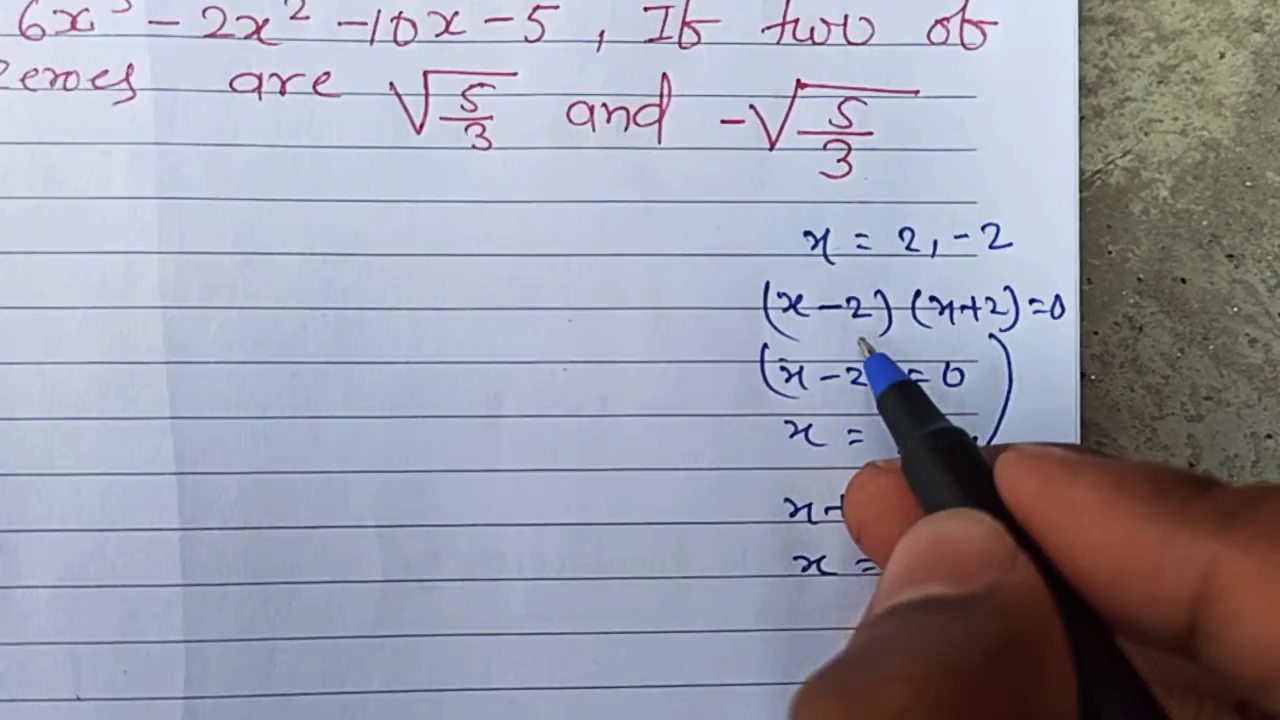 6x³ - 2x² - 10x - 5, If two of
zeroes are √5/3 and -√5/3
x = 2, -2
(x - 2) (x + 2) = 0
(x - 2 = 0
x =
x +
x =